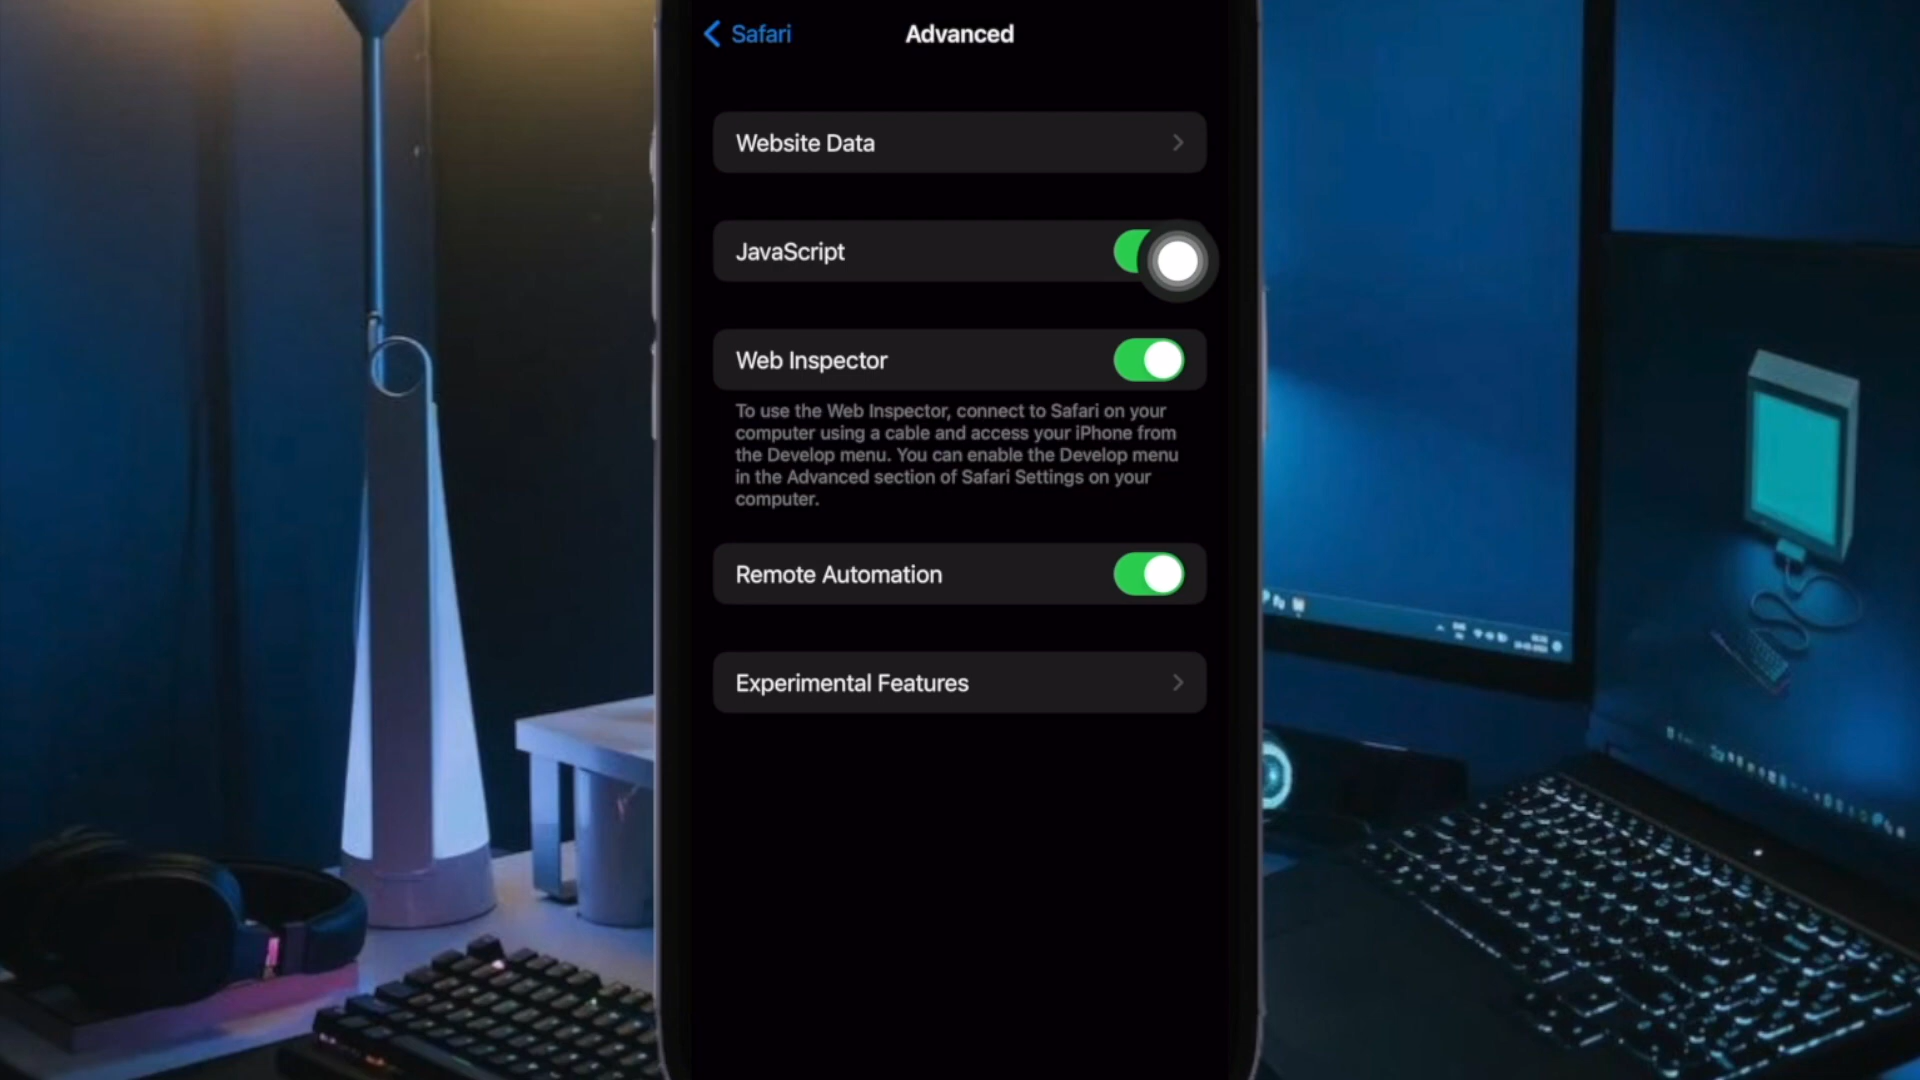 Safari
Advanced
Website Data
JavaScript
Web Inspector
To use the Web Inspector, connect to Safari on your
computer using a cable and access your iPhone from
the Develop menu. You can enable the Develop menu
in the Advanced section of Safari Settings on your
computer.
Remote Automation
Experimental Features